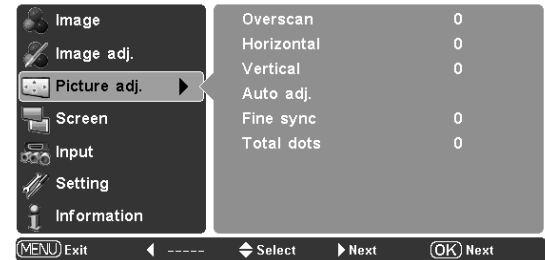 Image
Image adj.
Picture adj.
Screen
Input
Setting
Information
Overscan 0
Horizontal 0
Vertical 0
Auto adj.
Fine sync 0
Total dots 0
MENU Exit ----- Select Next OK Next